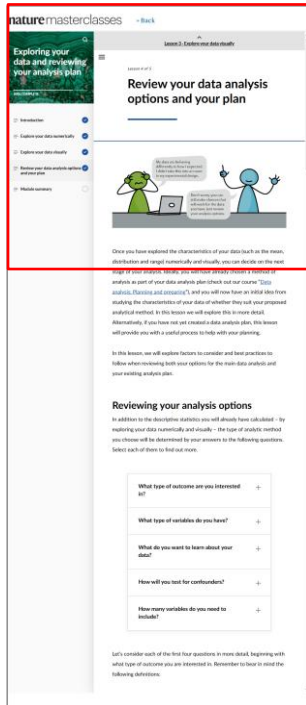 nature masterclasses
< Back
Exploring your
data and reviewing
your analysis plan
Introduction
Explore your data numerically
Explore your data visually
Review your data analysis options
and your plan
Module summary
Lesson 3 - Explore your data visually
Lesson 4 of 5
Review your data analysis
options and your plan
Once you have explored the characteristics of your data (such as the mean,
distribution and range) numerically and visually, you can decide on the next
stage of your analysis. Ideally, you will have already chosen a method of
analysis as part of your data analysis plan (check out our course "Data
analysis: Planning and preparing"), and you will now have an initial idea from
studying the characteristics of your data of whether they suit your proposed
analytical method. In this lesson we will explore this in more detail.
Alternatively, if you have not yet created a data analysis plan, this lesson
will provide you with a useful process to help with your planning.
In this lesson, we will explore factors to consider and best practices to
follow when reviewing both your options for the main data analysis and
your existing analysis plan.
Reviewing your analysis options
In addition to the descriptive statistics you will already have calculated – by
exploring your data numerically and visually – the type of analytic method
you choose will be determined by your answers to the following questions.
Select each of them to find out more.
What type of outcome are you interested
in?
What type of variables do you have?
What do you want to learn about your
data?
How will you test for confounders?
How many variables do you need to
include?
Let's consider each of the first four questions in more detail, beginning with
what type of outcome you are interested in. Remember to bear in mind the
following definitions: